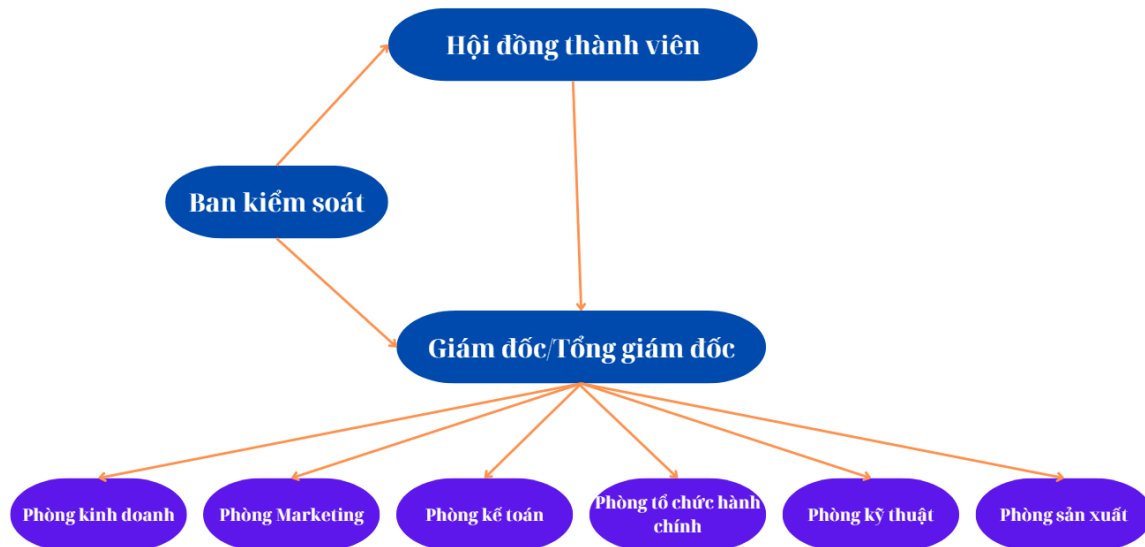 Hội đồng thành viên
Ban kiểm soát
Giám đốc/Tổng giám đốc
Phòng kinh doanh
Phòng Marketing
Phòng kế toán
Phòng tổ chức hành
chính
Phòng kỹ thuật
Phòng sản xuất